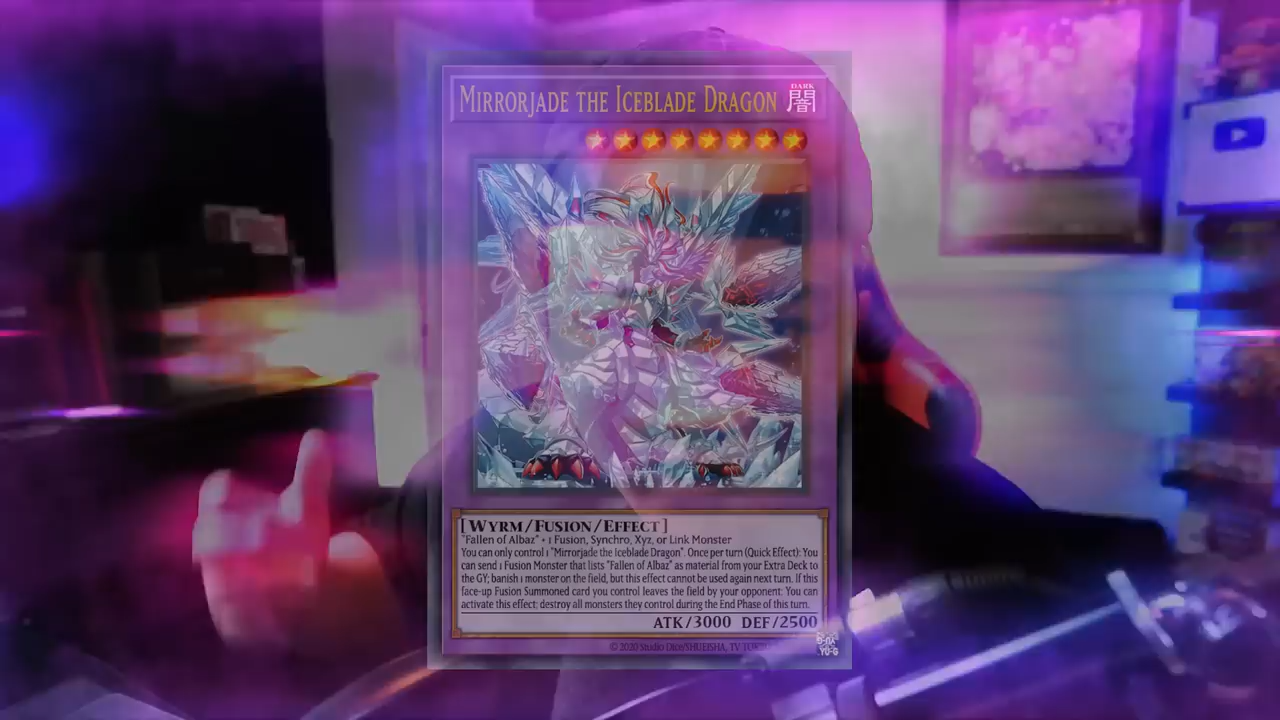 MIRRORJADE THE ICEBLADE DRAGON
DARK
闇
[WYRM/FUSION/EFFECT]
"Fallen of Albaz" + 1 Fusion, Synchro, Xyz, or Link Monster
You can only control 1 "Mirrorjade the Iceblade Dragon". Once per turn (Quick Effect): You
can send 1 Fusion Monster that lists "Fallen of Albaz" as material from your Extra Deck to
the GY; banish 1 monster on the field, but this effect cannot be used again next turn. If this
face-up Fusion Summoned card you control leaves the field by your opponent: You can
activate this effect; destroy all monsters they control during the End Phase of this turn.
ATK/3000 DEF/2500
©2020 Studio Dice/SHUEISHA, TV